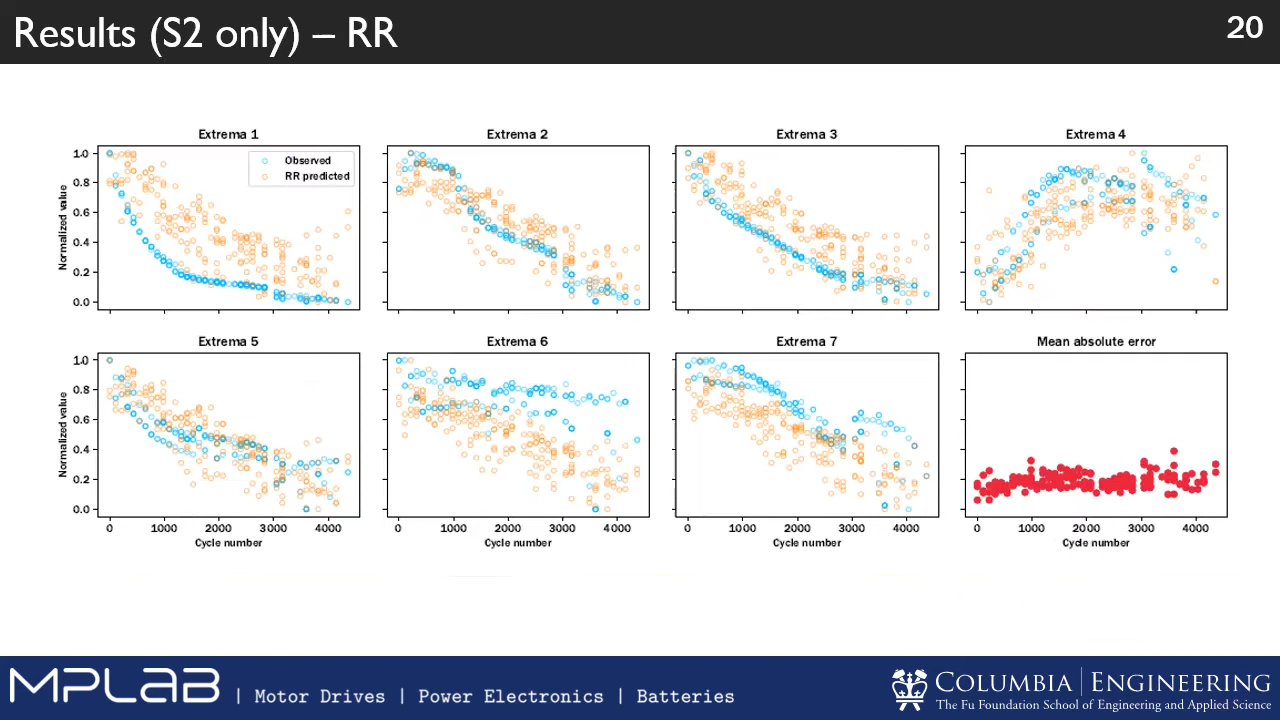 Results (S2 only) – RR
20
Extrema 1
Extrema 2
Extrema 3
Extrema 4
Observed
RR predicted
Normalized value
1.0
0.8
0.6
0.4
0.2
0.0
Extrema 5
Extrema 6
Extrema 7
Mean absolute error
Normalized value
1.0
0.8
0.6
0.4
0.2
0.0
0 1000 2000 3000 4000
0 1000 2000 3000 4000
0 1000 2000 3000 4000
0 1000 2000 3000 4000
Cycle number
Cycle number
Cycle number
Cycle number
MPLAB | Motor Drives | Power Electronics | Batteries
COLUMBIA | ENGINEERING
The Fu Foundation School of Engineering and Applied Science